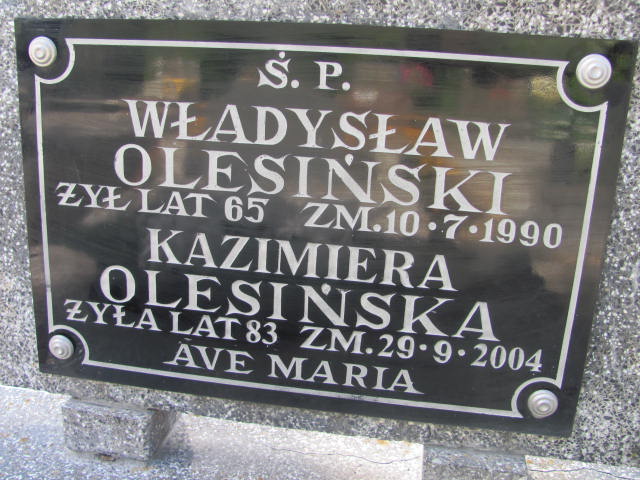 Ś. P.
WŁADYSŁAW
OLESIŃSKI
ŻYŁ LAT 65 ZM. 10·7·1990
KAZIMIERA
OLESIŃSKA
ŻYŁA LAT 83 ZM. 29·9·2004
AVE MARIA